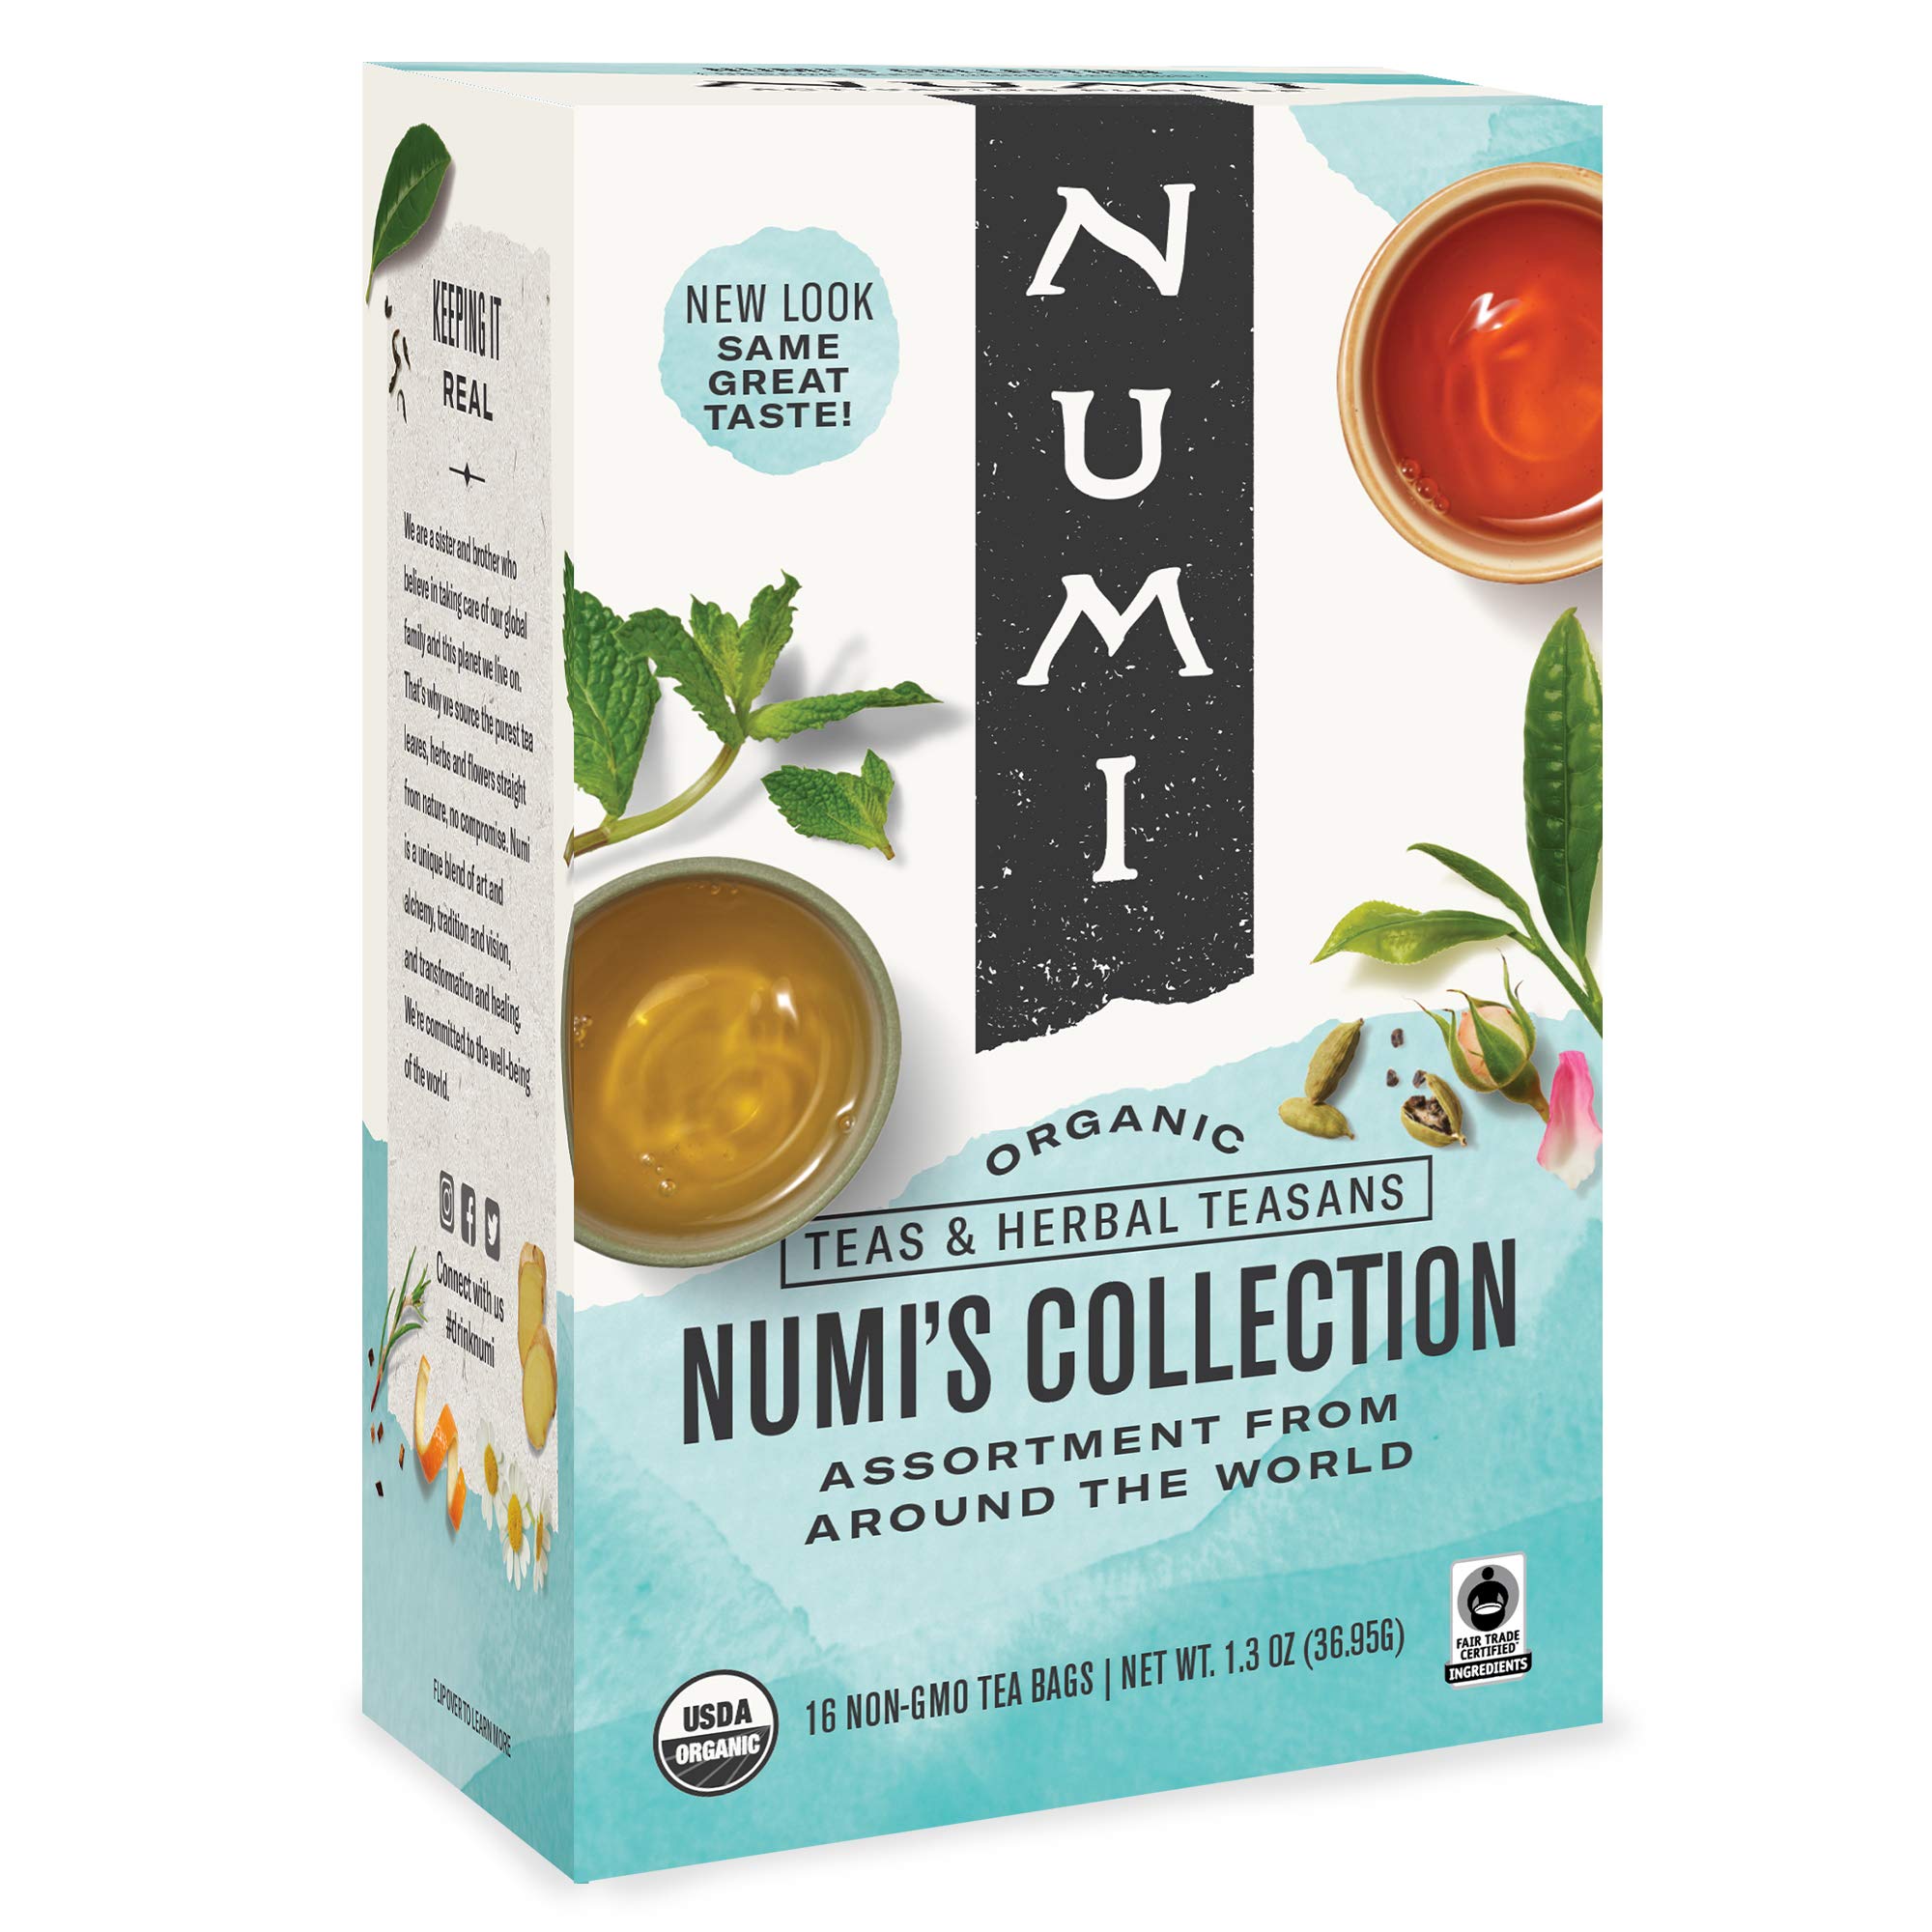 NUMI'S COLLECTION
NUMI
KEEPING IT
REAL
We are a sister and brother who
believe in taking care of our global
family and this planet we live on.
That's why we source the purest tea
leaves, herbs and flowers straight
from nature, no compromise. Numi
is a unique blend of art and
alchemy, tradition and vision,
and transformation and healing.
We're committed to the well-being
of the world.
Connect with us
#drinknumi
FLIP OVER TO LEARN MORE
NEW LOOK
SAME
GREAT
TASTE!
NUMI
ORGANIC
TEAS & HERBAL TEASANS
NUMI'S COLLECTION
ASSORTMENT FROM
AROUND THE WORLD
USDA
ORGANIC
16 NON-GMO TEA BAGS | NET WT. 1.3 OZ (36.95G)
FAIR TRADE
CERTIFIED™
INGREDIENTS